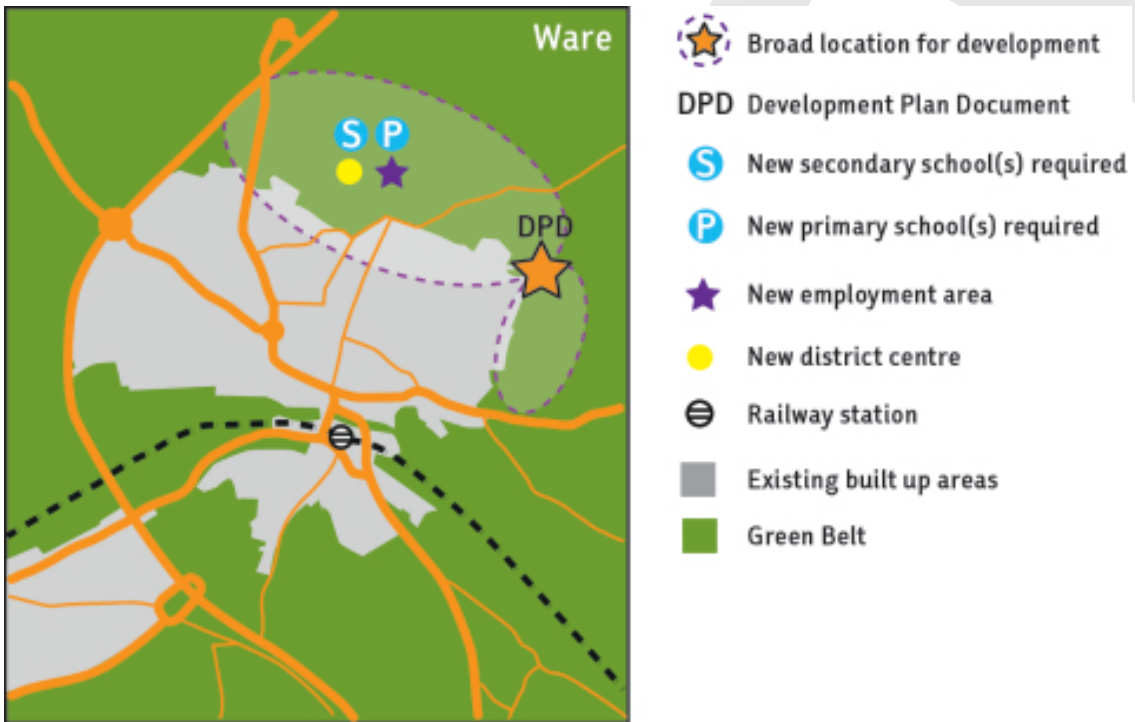 Ware
S P
DPD
Broad location for development
DPD Development Plan Document
S New secondary school(s) required
P New primary school(s) required
New employment area
New district centre
Railway station
Existing built up areas
Green Belt